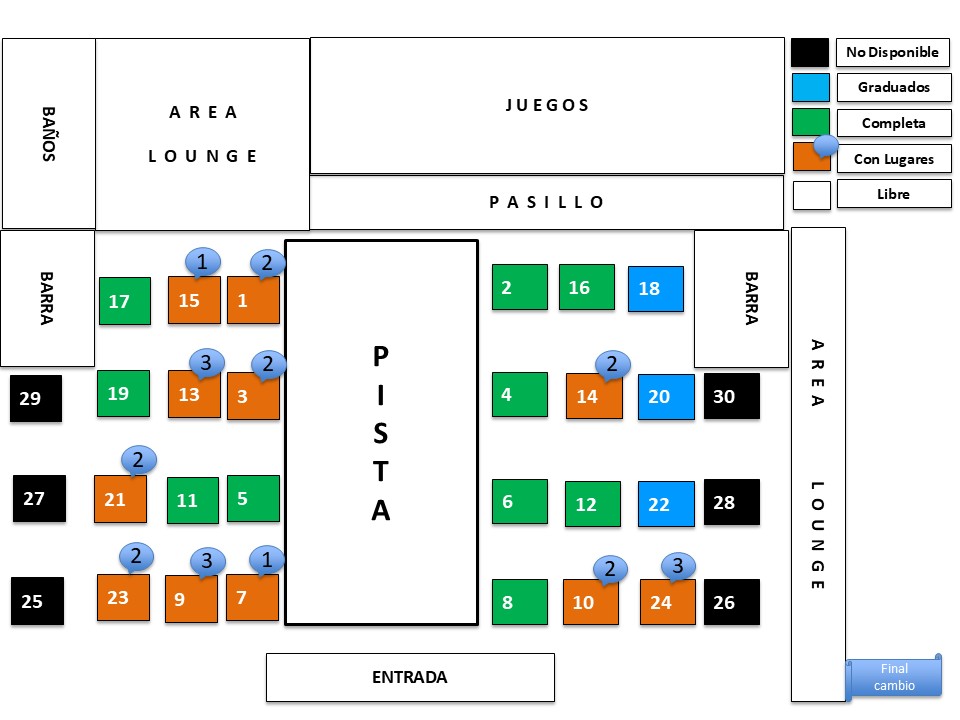 BAÑOS
AREA
LOUNGE
JUEGOS
PASILLO
No Disponible
Graduados
Completa
Con Lugares
Libre
BARRA
17
1
15
2
1
PISTA
2
16
18
BARRA
29
19
3
13
2
3
4
2
14
20
30
27
2
21
11
5
6
12
22
28
25
2
23
3
9
1
7
8
2
10
3
24
26
AREA LOUNGE
ENTRADA
Final
cambio